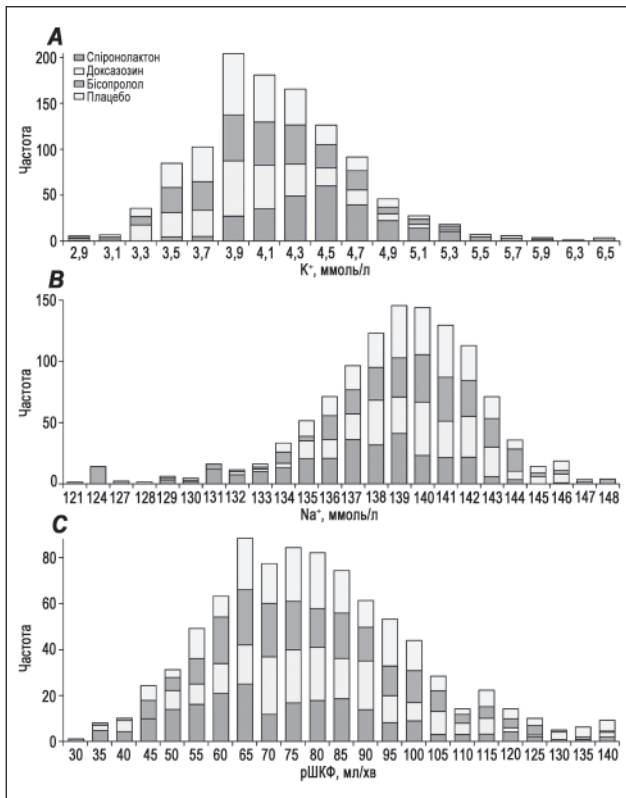 A
200
150
100
50
0
Частота
Спіронолактон
Доксазозин
Бісопролол
Плацебо
2,9 3,1 3,3 3,5 3,7 3,9 4,1 4,3 4,5 4,7 4,9 5,1 5,3 5,5 5,7 5,9 6,3 6,5
K⁺, ммоль/л
B
150
100
50
0
Частота
121 124 127 128 129 130 131 132 133 134 135 136 137 138 139 140 141 142 143 144 145 146 147 148
Na⁺, ммоль/л
C
80
60
40
20
0
Частота
30 35 40 45 50 55 60 65 70 75 80 85 90 95 100 105 110 115 120 125 130 135 140
рШКФ, мл/хв